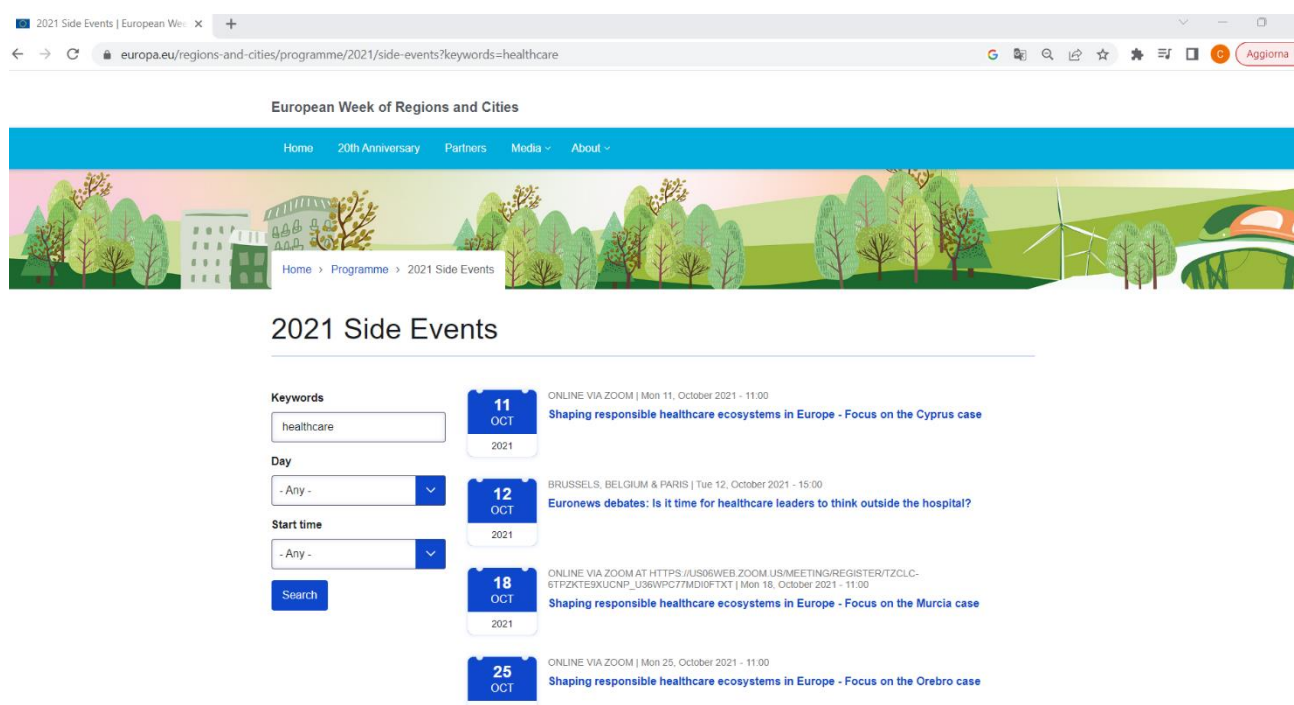 2021 Side Events | European Wee
europa.eu/regions-and-cities/programme/2021/side-events?keywords=healthcare
G
C
Aggiorna
European Week of Regions and Cities
Home 20th Anniversary Partners Media About
Home > Programme > 2021 Side Events
2021 Side Events
Keywords
healthcare
Day
- Any -
Start time
- Any -
Search
11
OCT
2021
ONLINE VIA ZOOM | Mon 11, October 2021 - 11:00
Shaping responsible healthcare ecosystems in Europe - Focus on the Cyprus case
12
OCT
2021
BRUSSELS, BELGIUM & PARIS | Tue 12, October 2021 - 15:00
Euronews debates: Is it time for healthcare leaders to think outside the hospital?
18
OCT
2021
ONLINE VIA ZOOM AT HTTPS://US06WEB.ZOOM.US/MEETING/REGISTER/TZCLC-
6TPZKTE9XUCNP_U36WPC77MDI0FTXT | Mon 18, October 2021 - 11:00
Shaping responsible healthcare ecosystems in Europe - Focus on the Murcia case
25
OCT
ONLINE VIA ZOOM | Mon 25, October 2021 - 11:00
Shaping responsible healthcare ecosystems in Europe - Focus on the Orebro case